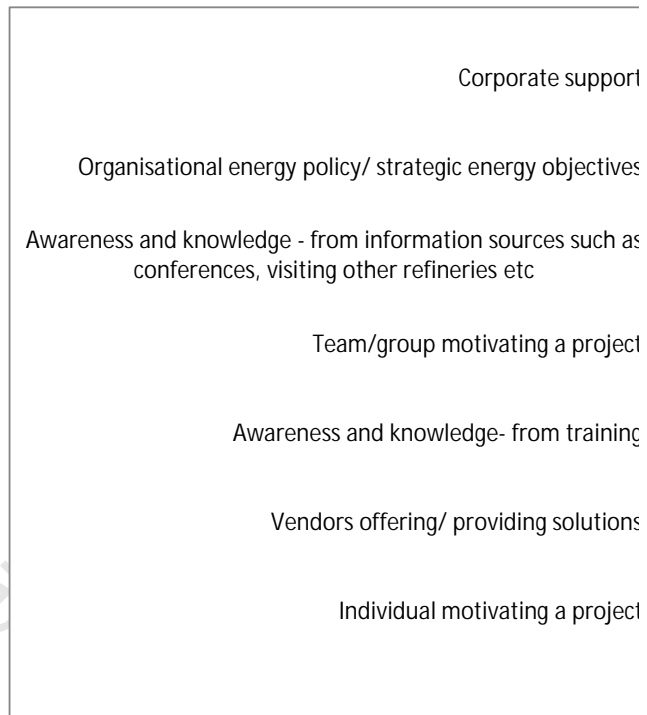 Corporate support
Organisational energy policy/ strategic energy objectives
Awareness and knowledge - from information sources such as
conferences, visiting other refineries etc
Team/group motivating a project
Awareness and knowledge- from training
Vendors offering/ providing solutions
Individual motivating a project